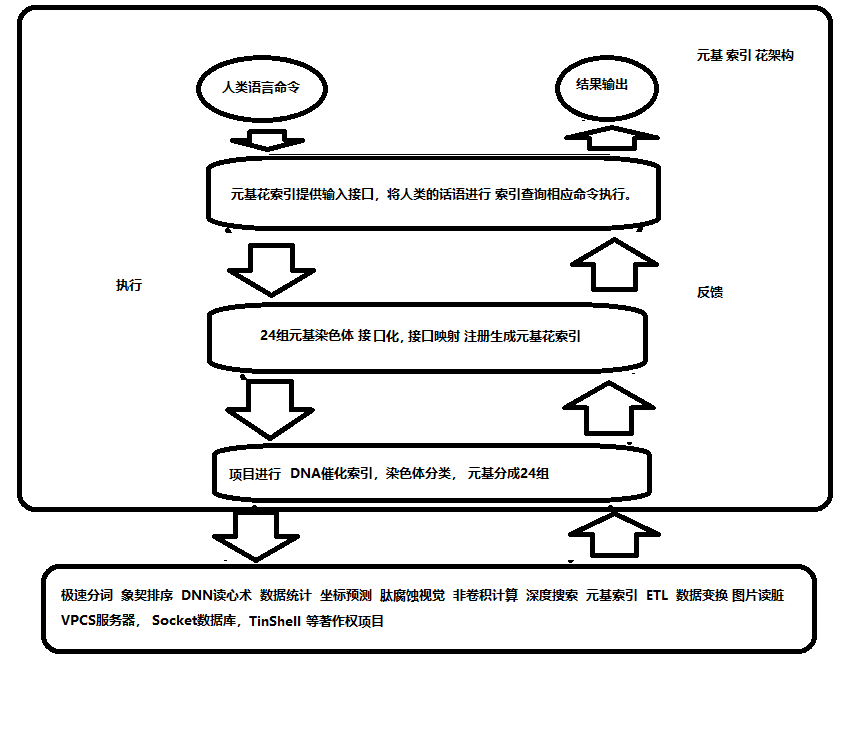 元基 索引 花架构
人类语言命令
结果输出
元基花索引提供输入接口，将人类的话语进行 索引查询相应命令执行。
执行
反馈
24组元基染色体 接 口化, 接口映射 注册生成元基花索引
项目进行 DNA催化索引，染色体分类， 元基分成24组
极速分词 象契排序 DNN读心术 数据统计 坐标预测 肽腐蚀视觉 非卷积计算 深度搜索 元基索引 ETL 数据变换 图片读脏
VPCS服务器， Socket数据库，TinShell 等著作权项目